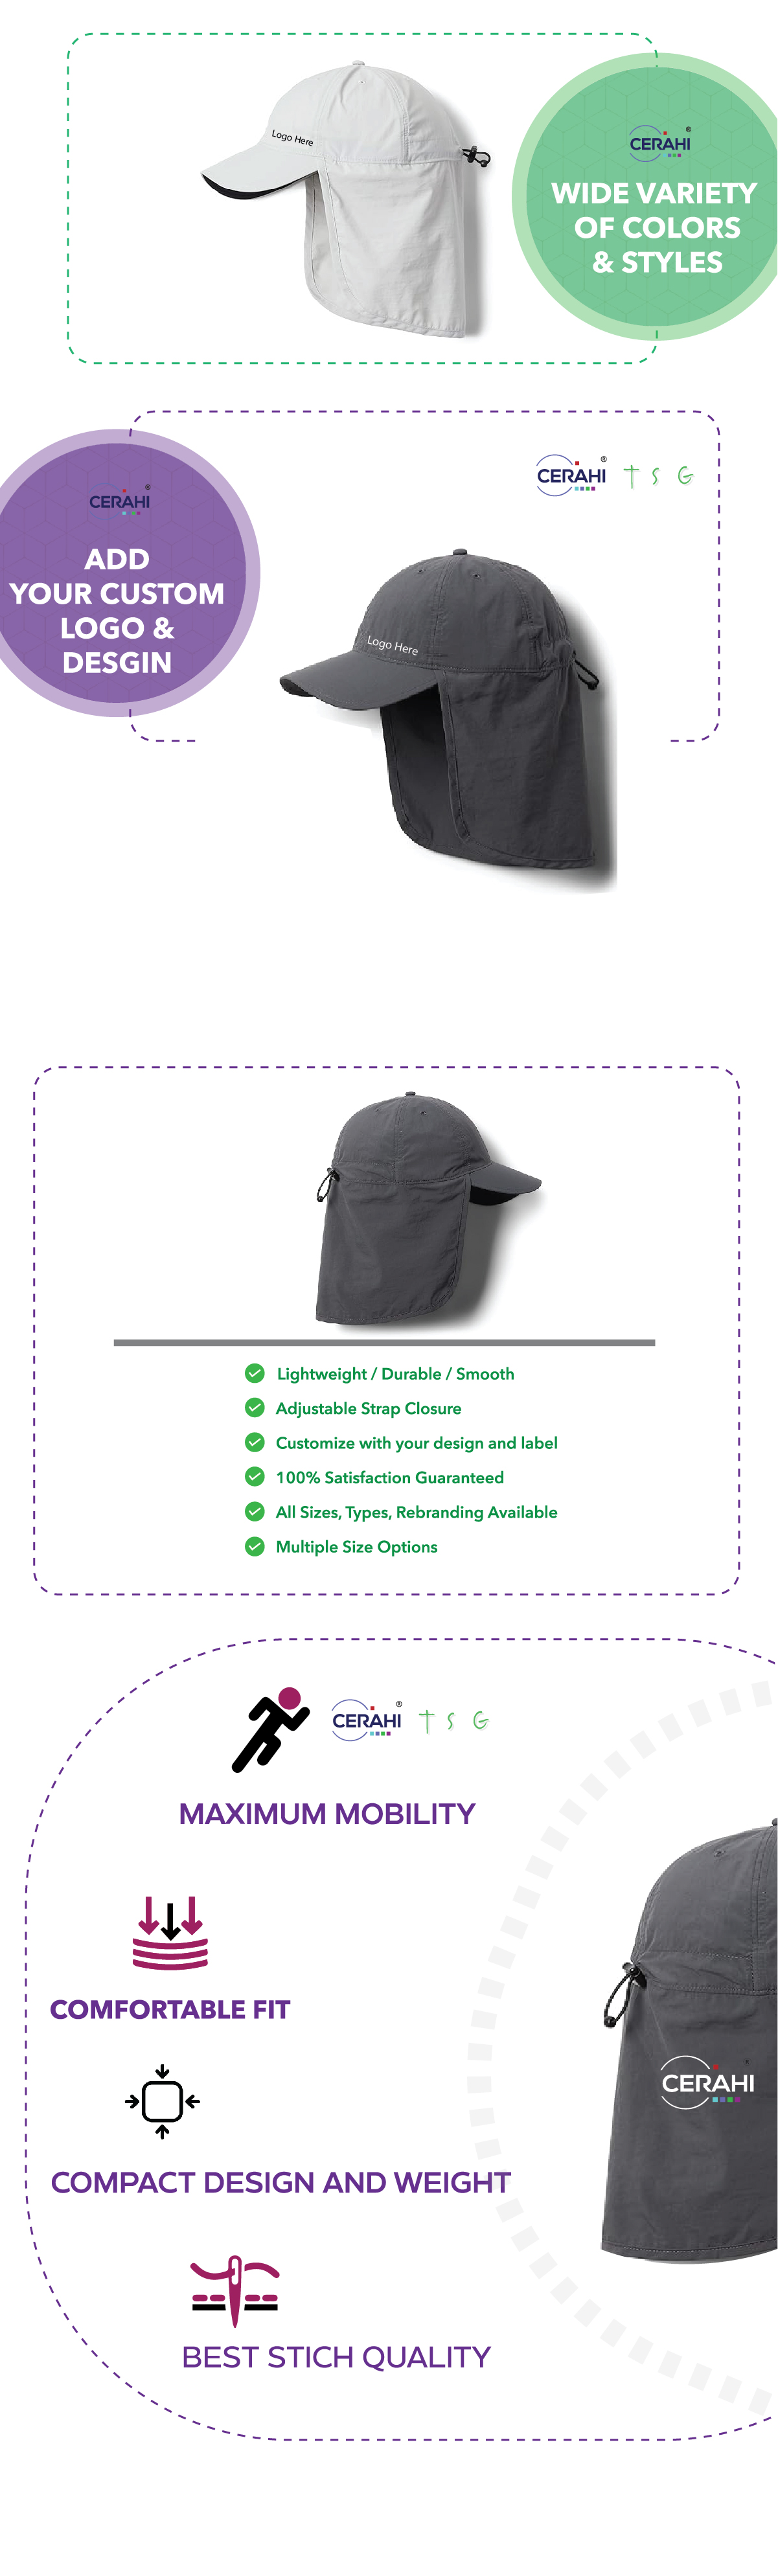 Logo Here
CERAHI ®
WIDE VARIETY
OF COLORS
& STYLES
CERAHI ® T S G
CERAHI ®
ADD
YOUR CUSTOM
LOGO &
DESGIN
Logo Here
Lightweight / Durable / Smooth
Adjustable Strap Closure
Customize with your design and label
100% Satisfaction Guaranteed
All Sizes, Types, Rebranding Available
Multiple Size Options
CERAHI ® T S G
MAXIMUM MOBILITY
COMFORTABLE FIT
CERAHI ®
COMPACT DESIGN AND WEIGHT
BEST STICH QUALITY